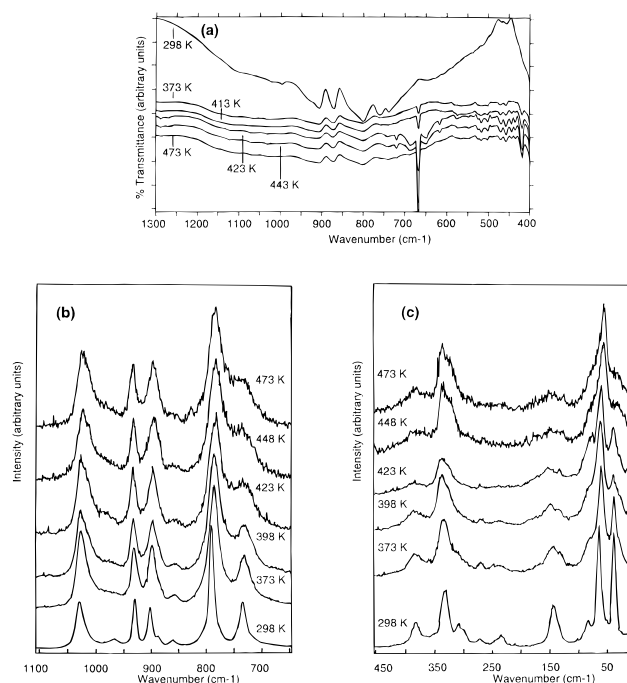 (a)
298 K
373 K
413 K
473 K
423 K
443 K
% Transmittance (arbitrary units)
1300 1200 1100 1000 900 800 700 600 500 400
Wavenumber (cm-1)
(b)
473 K
448 K
423 K
398 K
373 K
298 K
Intensity (arbitrary units)
1100 1000 900 800 700
Wavenumber (cm-1)
(c)
473 K
448 K
423 K
398 K
373 K
298 K
Intensity (arbitrary units)
450 350 250 150 50
Wavenumber (cm-1)